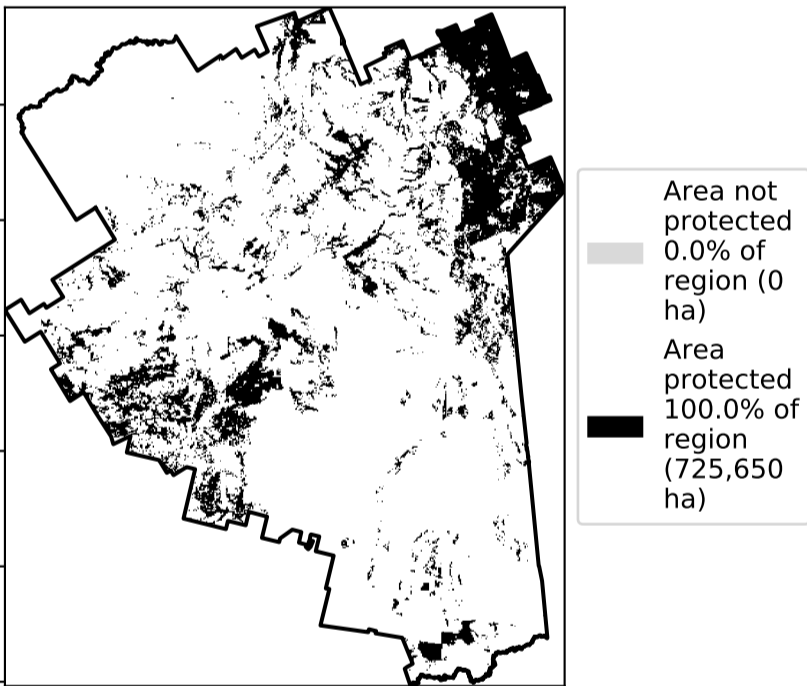 Area not
protected
0.0% of
region (0
ha)
Area
protected
100.0% of
region
(725,650
ha)